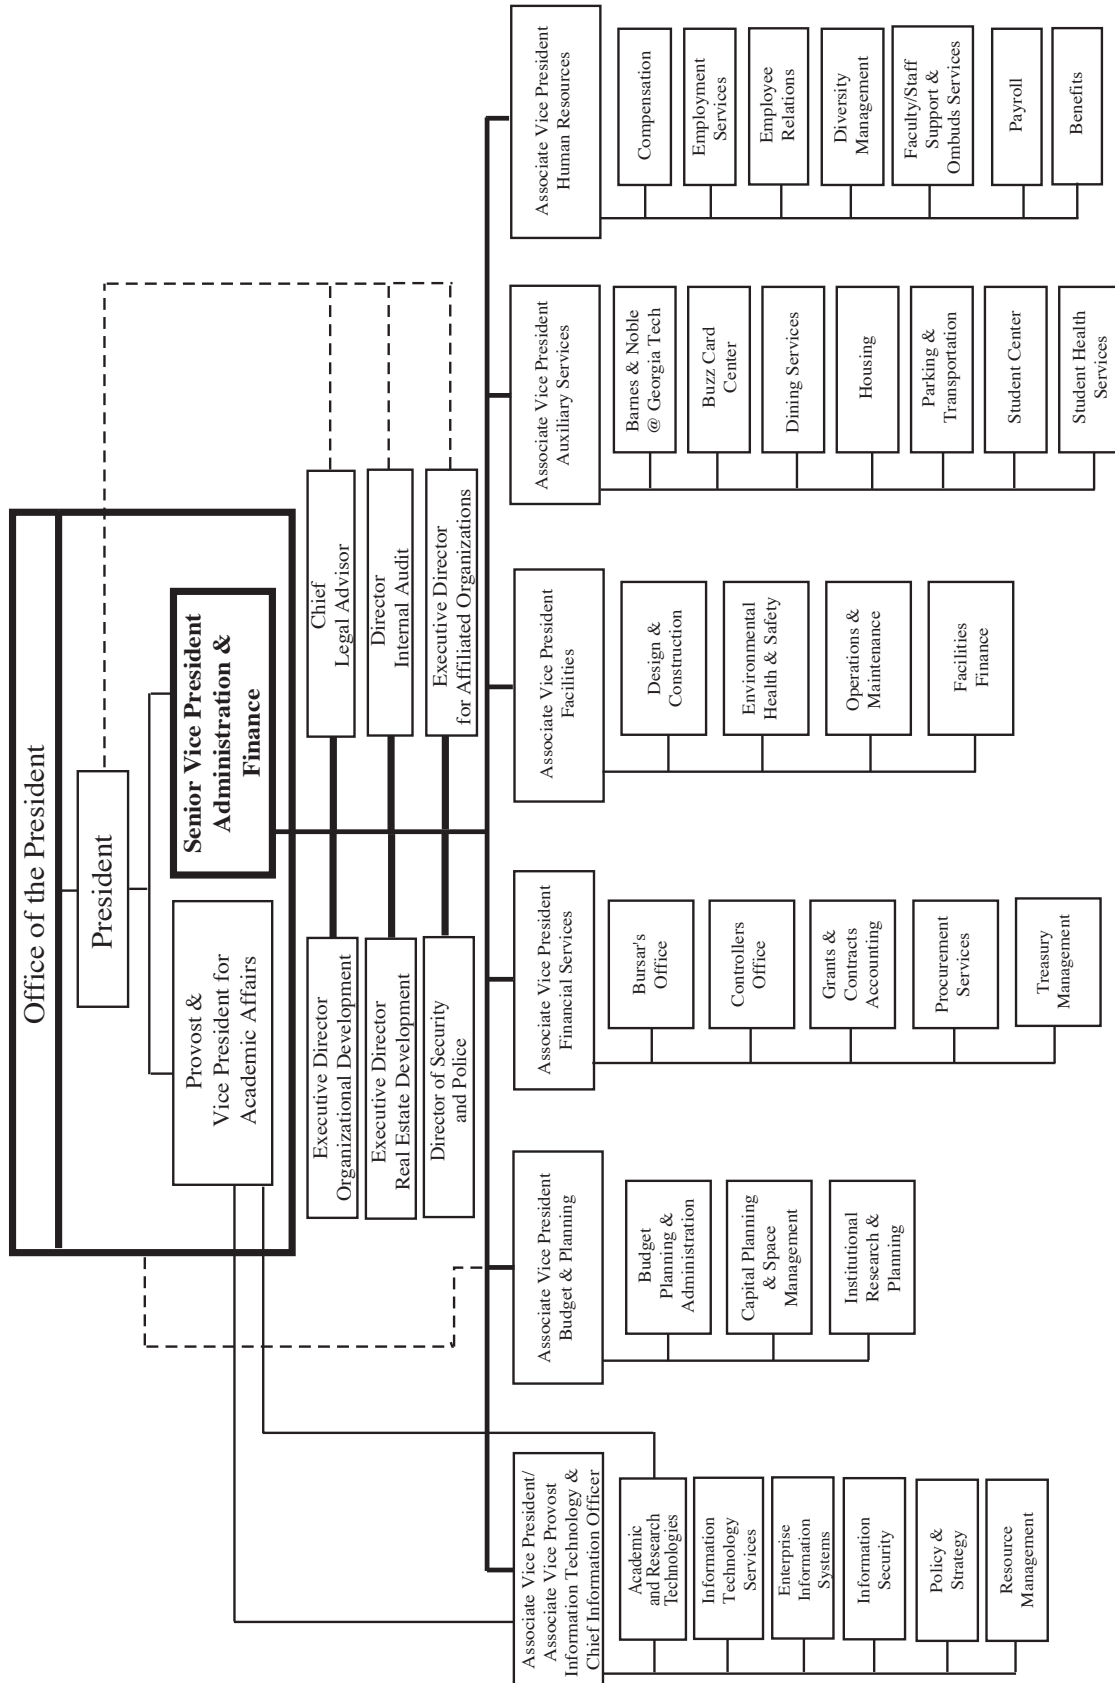 Office of the President
President
Provost &
Vice President for
Academic Affairs
Senior Vice President
Administration &
Finance
Executive Director
Organizational Development
Chief
Legal Advisor
Executive Director
Real Estate Development
Director
Internal Audit
Director of Security
and Police
Executive Director
for Affiliated Organizations
Associate Vice President/
Associate Vice Provost
Information Technology &
Chief Information Officer
Academic
and Research
Technologies
Information
Technology
Services
Enterprise
Information
Systems
Information
Security
Policy &
Strategy
Resource
Management
Associate Vice President
Budget & Planning
Budget
Planning &
Administration
Capital Planning
& Space
Management
Institutional
Research &
Planning
Associate Vice President
Financial Services
Bursar's
Office
Controllers
Office
Grants &
Contracts
Accounting
Procurement
Services
Treasury
Management
Associate Vice President
Facilities
Design &
Construction
Environmental
Health & Safety
Operations &
Maintenance
Facilities
Finance
Associate Vice President
Auxiliary Services
Barnes & Noble
@ Georgia Tech
Buzz Card
Center
Dining Services
Housing
Parking &
Transportation
Student Center
Student Health
Services
Associate Vice President
Human Resources
Compensation
Employment
Services
Employee
Relations
Diversity
Management
Faculty/Staff
Support &
Ombuds Services
Payroll
Benefits